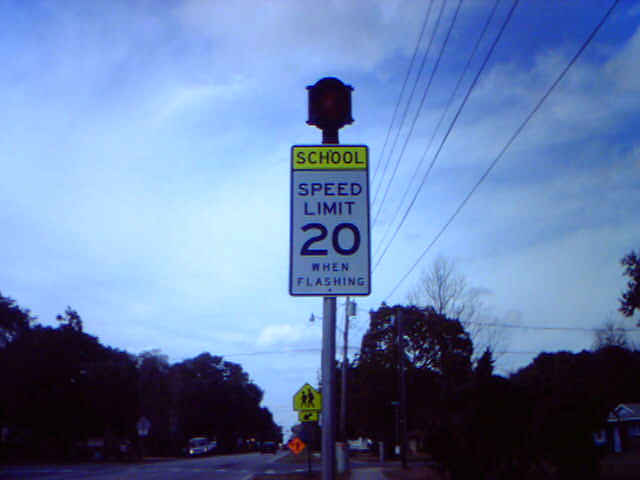 SCHOOL
SPEED
LIMIT
20
WHEN
FLASHING